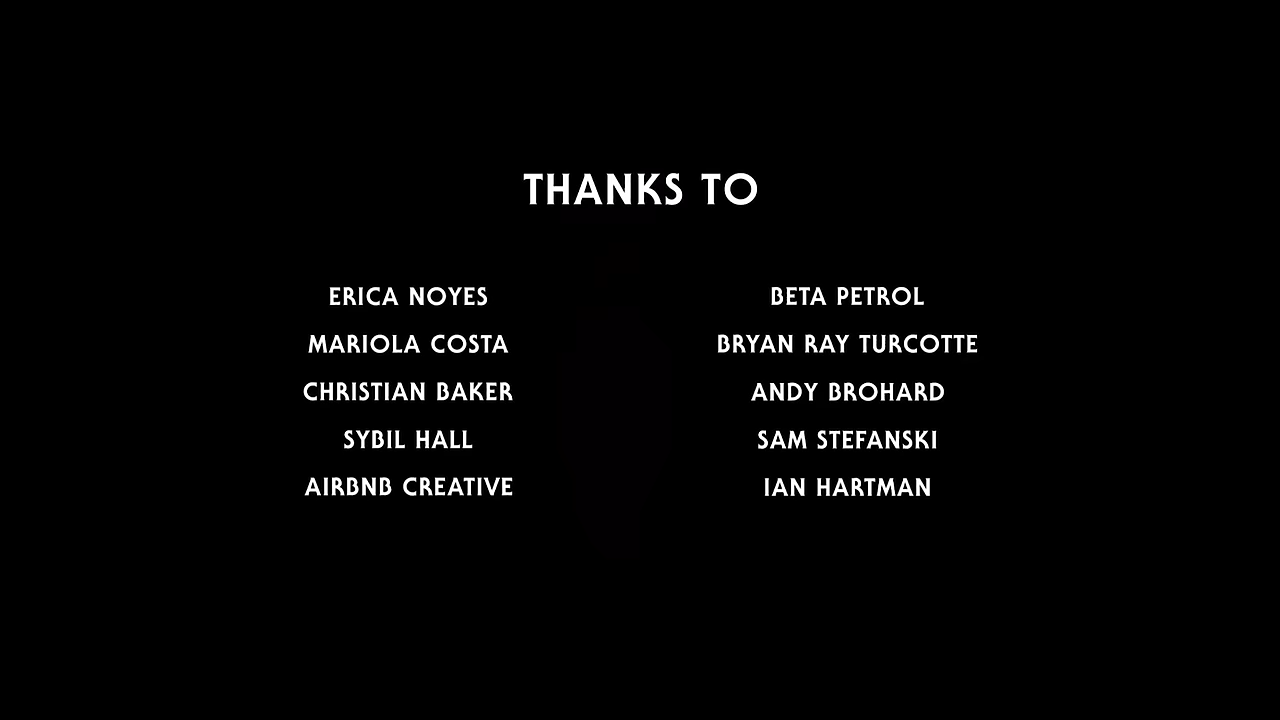 THANKS TO
ERICA NOYES
MARIOLA COSTA
CHRISTIAN BAKER
SYBIL HALL
AIRBNB CREATIVE
BETA PETROL
BRYAN RAY TURCOTTE
ANDY BROHARD
SAM STEFANSKI
IAN HARTMAN